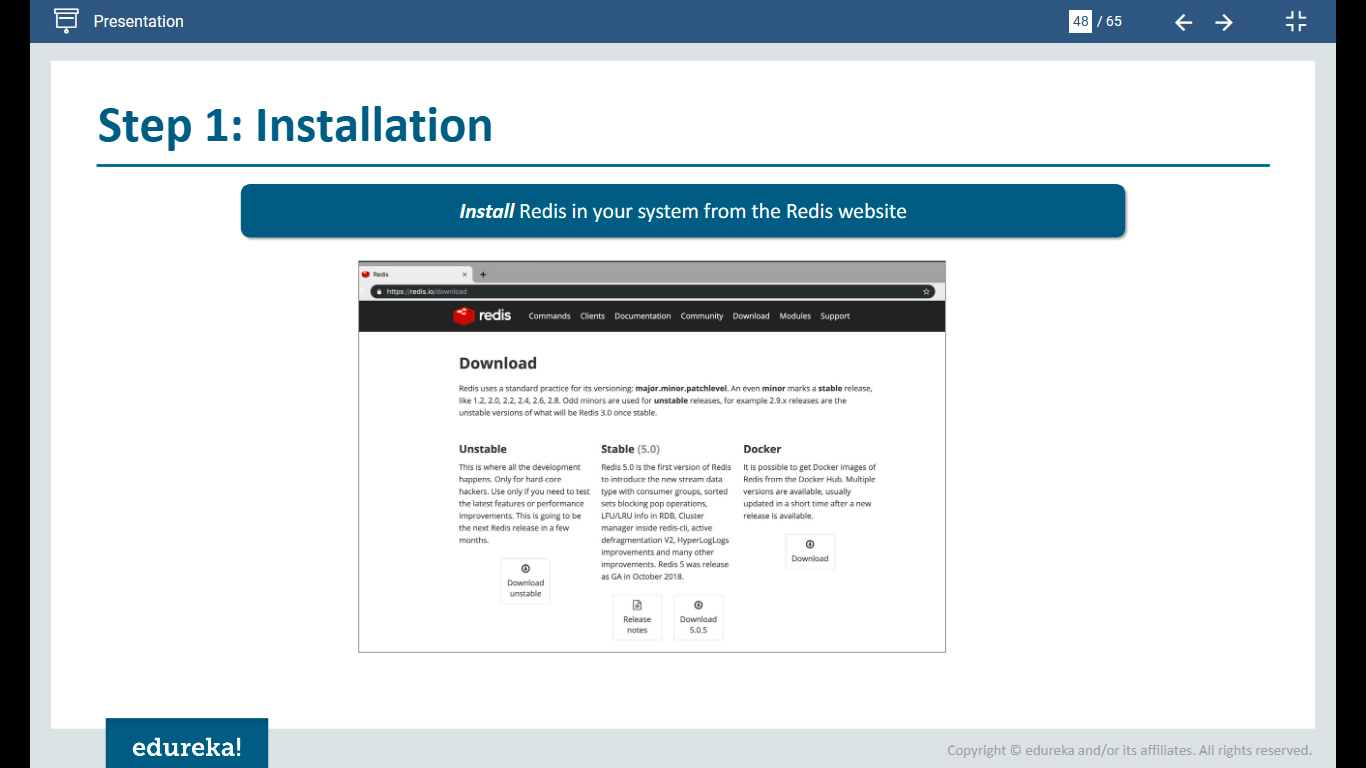 Presentation
48 / 65
Step 1: Installation
Install Redis in your system from the Redis website
Redis
https://redis.io/download
redis Commands Clients Documentation Community Download Modules Support
Download
Redis uses a standard practice for its versioning: major.minor.patchlevel. An even minor marks a stable release,
like 1.2, 2.0, 2.2, 2.4, 2.6, 2.8. Odd minors are used for unstable releases, for example 2.9.x releases are the
unstable versions of what will be Redis 3.0 once stable.
Unstable
This is where all the development
happens. Only for hard-core
hackers. Use only if you need to test
the latest features or performance
improvements. This is going to be
the next Redis release in a few
months.
Download
unstable
Stable (5.0)
Redis 5.0 is the first version of Redis
to introduce the new stream data
type with consumer groups, sorted
sets blocking pop operations,
LFU/LRU info in RDB, Cluster
manager inside redis-cli, active
defragmentation V2, HyperLogLogs
improvements and many other
improvements. Redis 5 was release
as GA in October 2018.
Release
notes
Download
5.0.5
Docker
It is possible to get Docker images of
Redis from the Docker Hub. Multiple
versions are available, usually
updated in a short time after a new
release is available.
Download
edureka!
Copyright © edureka and/or its affiliates. All rights reserved.